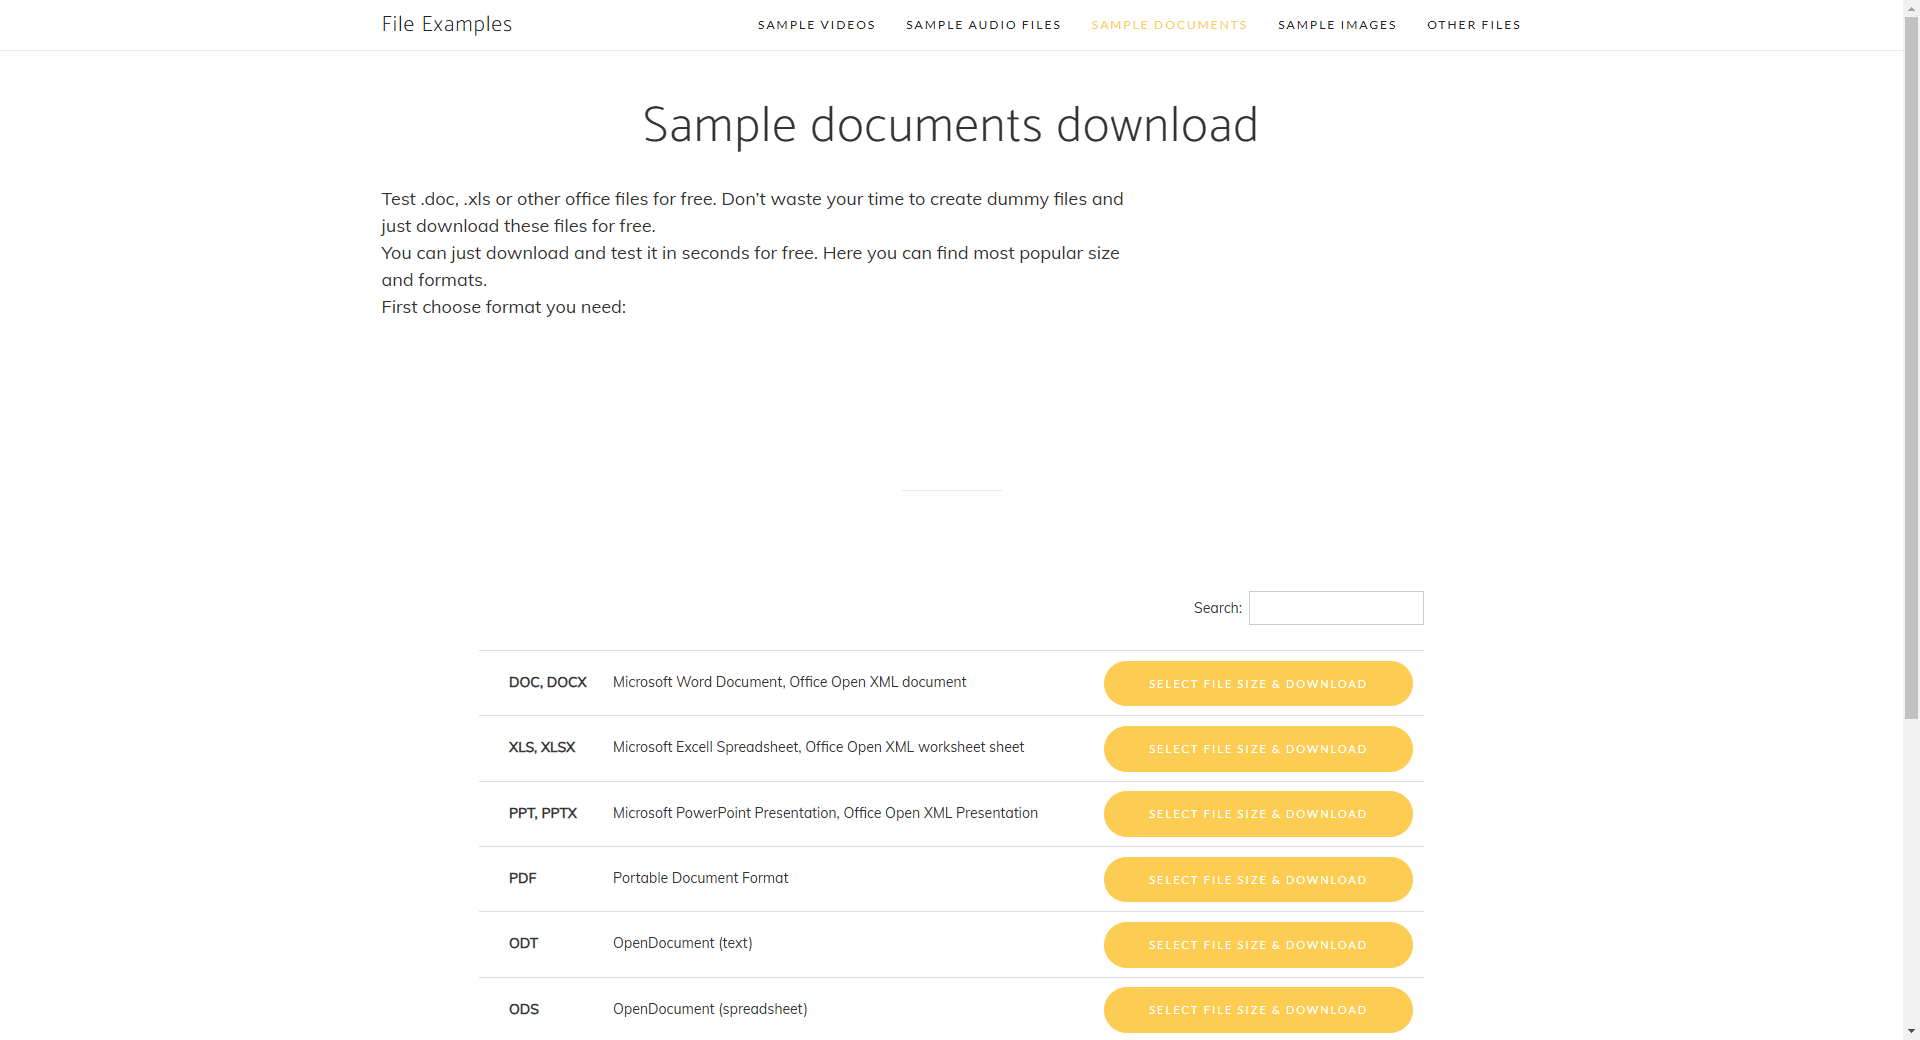 File Examples
SAMPLE VIDEOS
SAMPLE AUDIO FILES
SAMPLE DOCUMENTS
SAMPLE IMAGES
OTHER FILES
Sample documents download
Test .doc, .xls or other office files for free. Don’t waste your time to create dummy files and
just download these files for free.
You can just download and test it in seconds for free. Here you can find most popular size
and formats.
First choose format you need:
Search:
DOC, DOCX Microsoft Word Document, Office Open XML document SELECT FILE SIZE & DOWNLOAD
XLS, XLSX Microsoft Excell Spreadsheet, Office Open XML worksheet sheet SELECT FILE SIZE & DOWNLOAD
PPT, PPTX Microsoft PowerPoint Presentation, Office Open XML Presentation SELECT FILE SIZE & DOWNLOAD
PDF Portable Document Format SELECT FILE SIZE & DOWNLOAD
ODT OpenDocument (text) SELECT FILE SIZE & DOWNLOAD
ODS OpenDocument (spreadsheet) SELECT FILE SIZE & DOWNLOAD